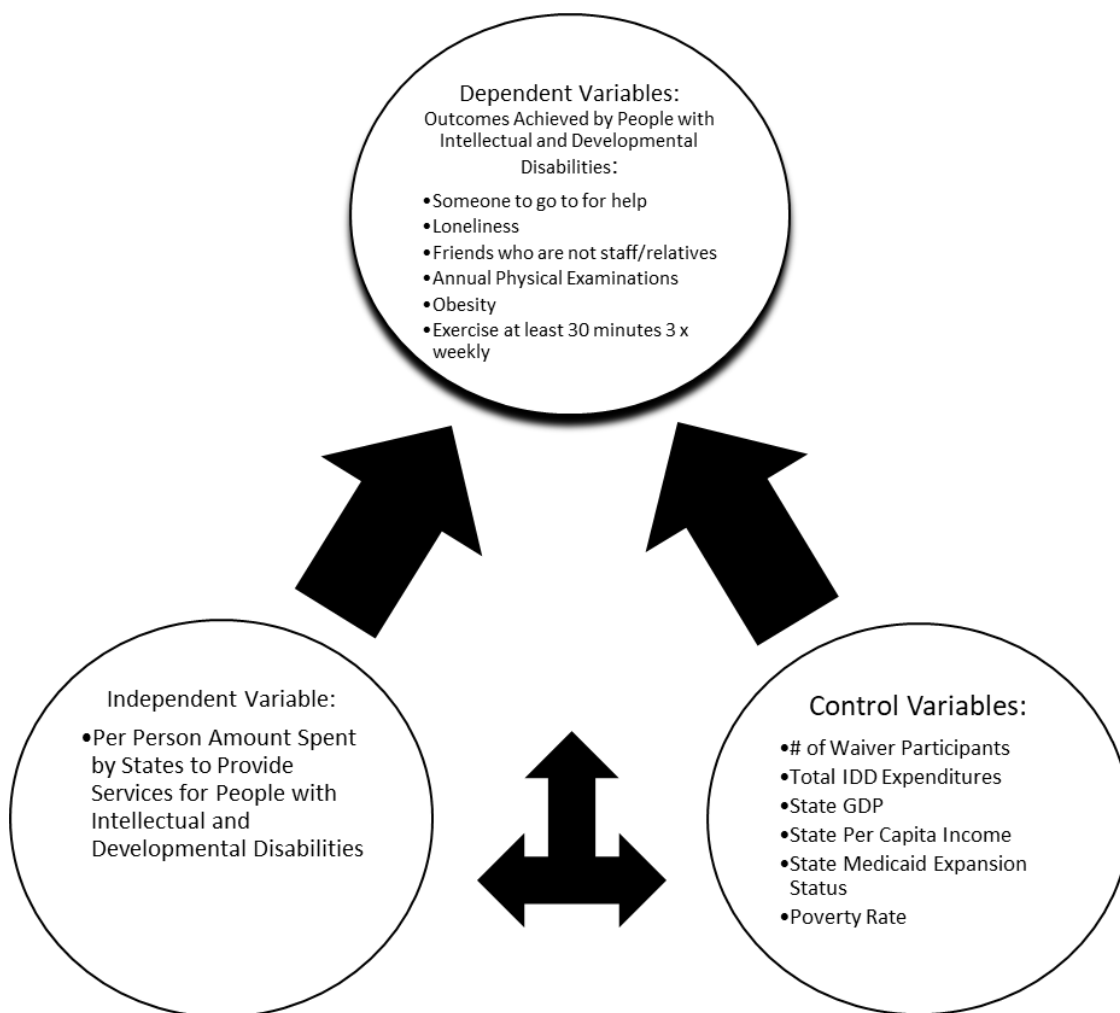 Dependent Variables:
Outcomes Achieved by People with
Intellectual and Developmental
Disabilities:
•Someone to go to for help
•Loneliness
•Friends who are not staff/relatives
•Annual Physical Examinations
•Obesity
•Exercise at least 30 minutes 3 x
weekly
Independent Variable:
•Per Person Amount Spent
by States to Provide
Services for People with
Intellectual and
Developmental Disabilities
Control Variables:
•# of Waiver Participants
•Total IDD Expenditures
•State GDP
•State Per Capita Income
•State Medicaid Expansion
Status
•Poverty Rate